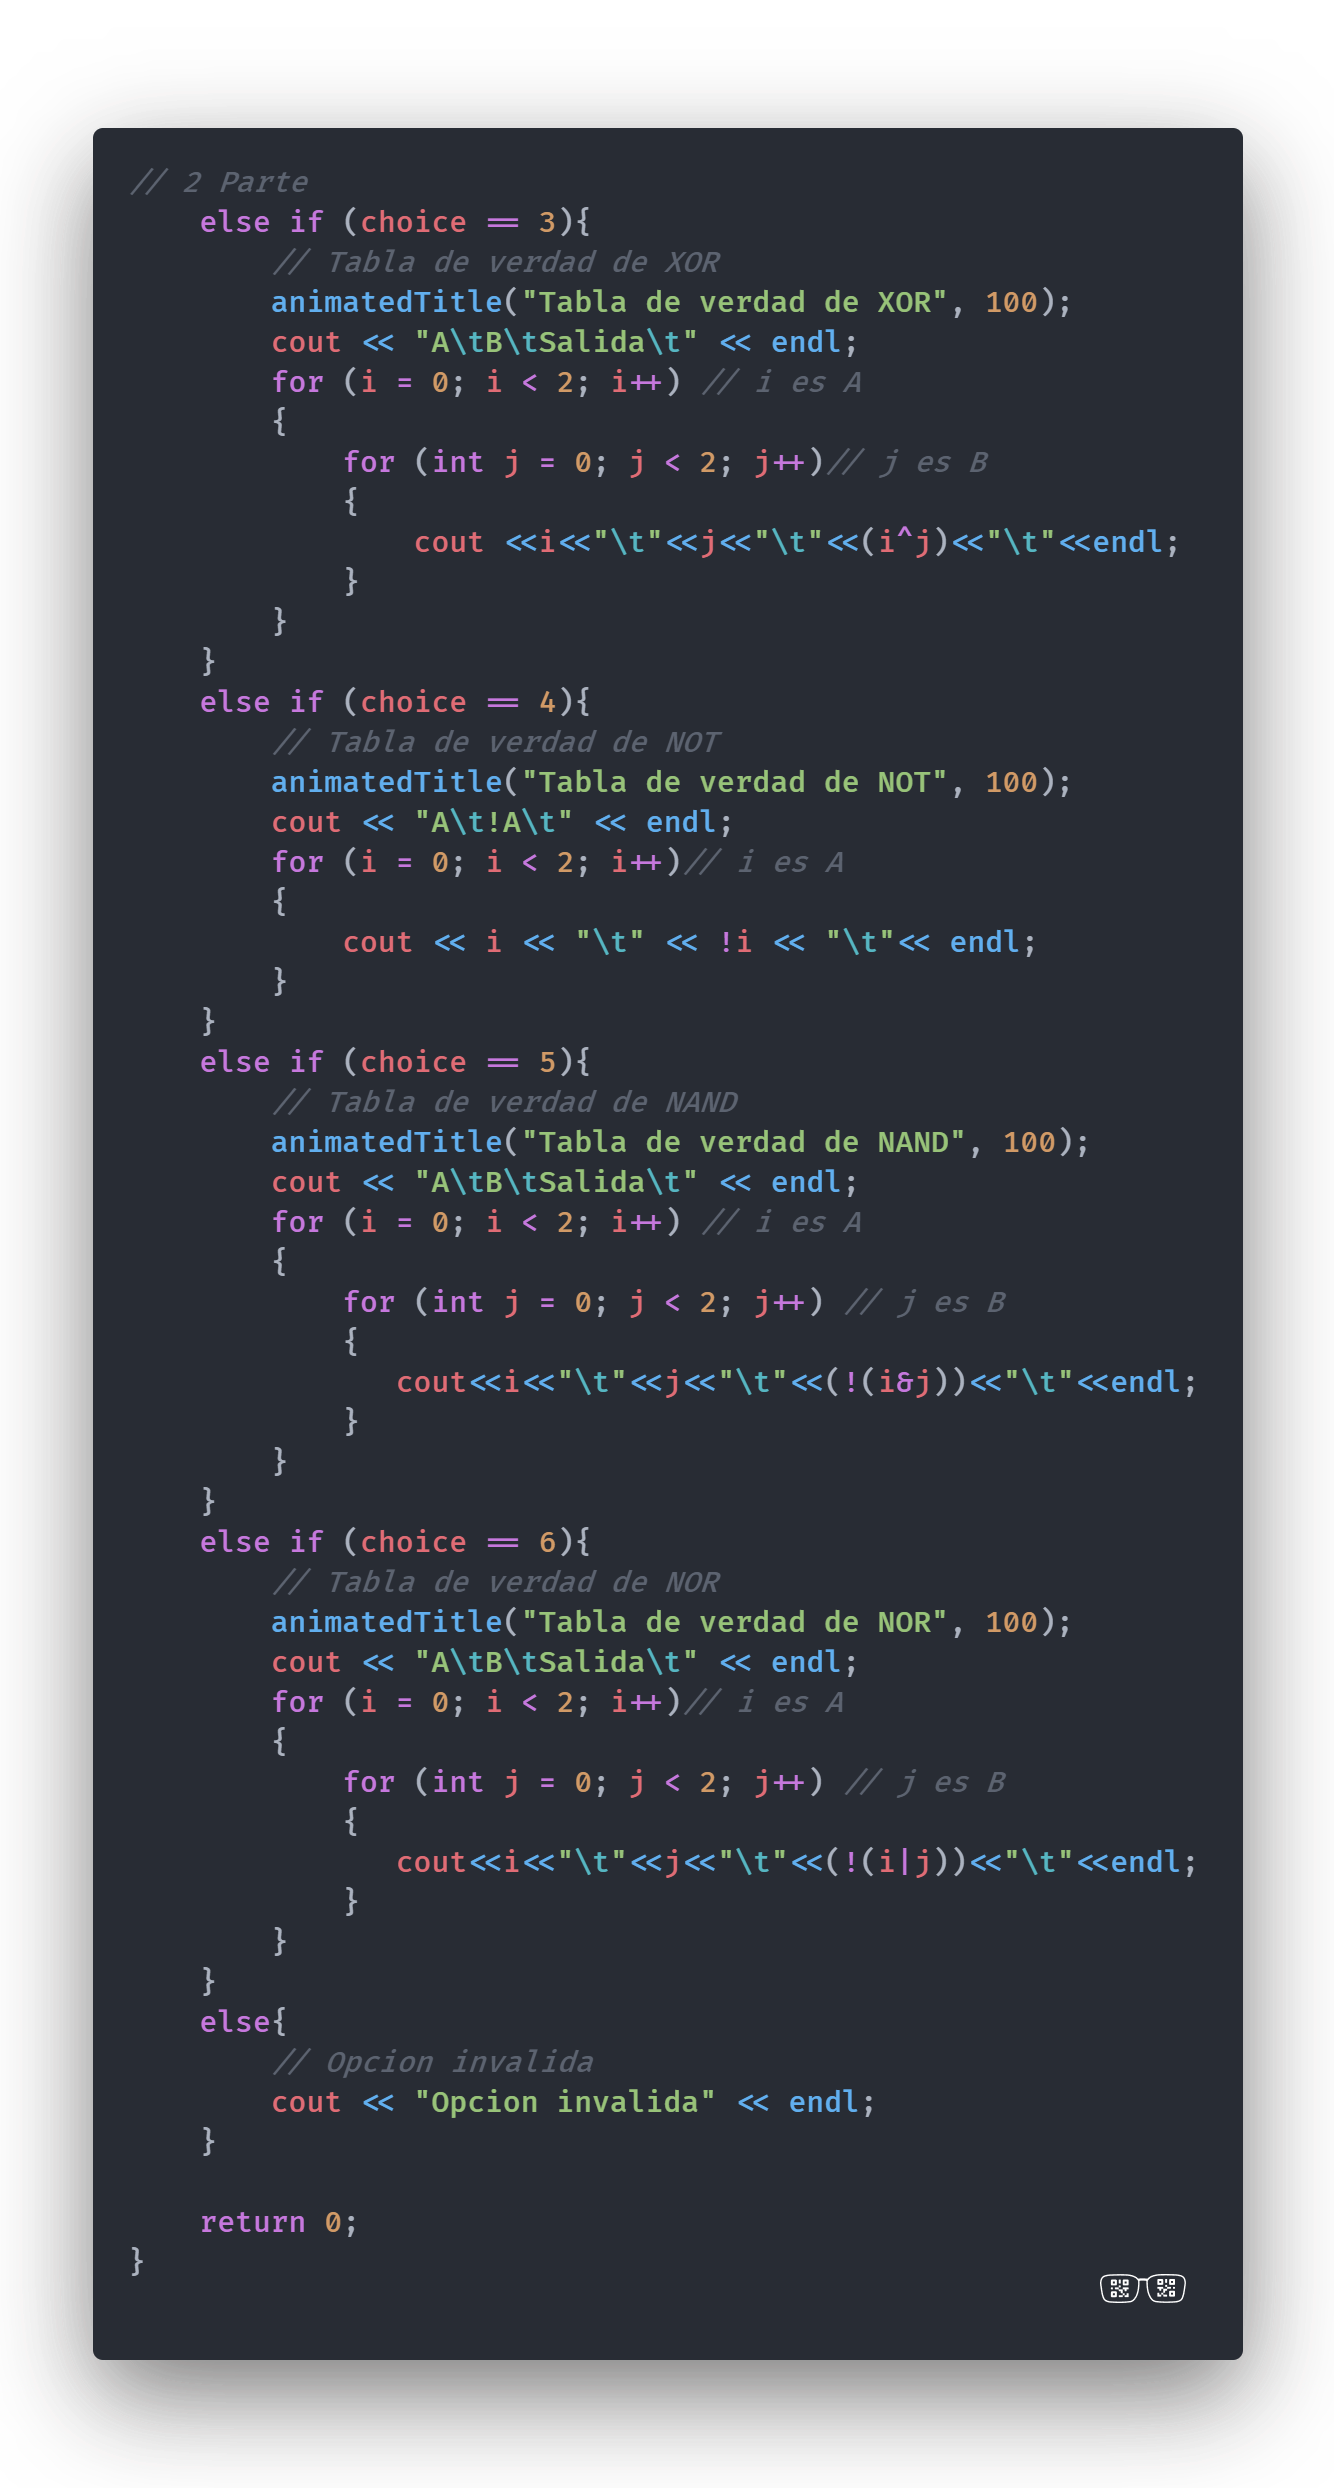 // 2 Parte
    else if (choice == 3){
        // Tabla de verdad de XOR
        animatedTitle("Tabla de verdad de XOR", 100);
        cout << "A\tB\tSalida\t" << endl;
        for (i = 0; i < 2; i++) // i es A
        {
            for (int j = 0; j < 2; j++)// j es B
            {
                cout <<i<<"\t"<<j<<"\t"<<(i^j)<<"\t"<<endl;
            }
        }
    }
    else if (choice == 4){
        // Tabla de verdad de NOT
        animatedTitle("Tabla de verdad de NOT", 100);
        cout << "A\t!A\t" << endl;
        for (i = 0; i < 2; i++)// i es A
        {
            cout << i << "\t" << !i << "\t"<< endl;
        }
    }
    else if (choice == 5){
        // Tabla de verdad de NAND
        animatedTitle("Tabla de verdad de NAND", 100);
        cout << "A\tB\tSalida\t" << endl;
        for (i = 0; i < 2; i++) // i es A
        {
            for (int j = 0; j < 2; j++) // j es B
            {
               cout<<i<<"\t"<<j<<"\t"<<(!(i&j))<<"\t"<<endl;
            }
        }
    }
    else if (choice == 6){
        // Tabla de verdad de NOR
        animatedTitle("Tabla de verdad de NOR", 100);
        cout << "A\tB\tSalida\t" << endl;
        for (i = 0; i < 2; i++)// i es A
        {
            for (int j = 0; j < 2; j++) // j es B
            {
               cout<<i<<"\t"<<j<<"\t"<<(!(i|j))<<"\t"<<endl;
            }
        }
    }
    else{
        // Opcion invalida
        cout << "Opcion invalida" << endl;
    }

    return 0;
}